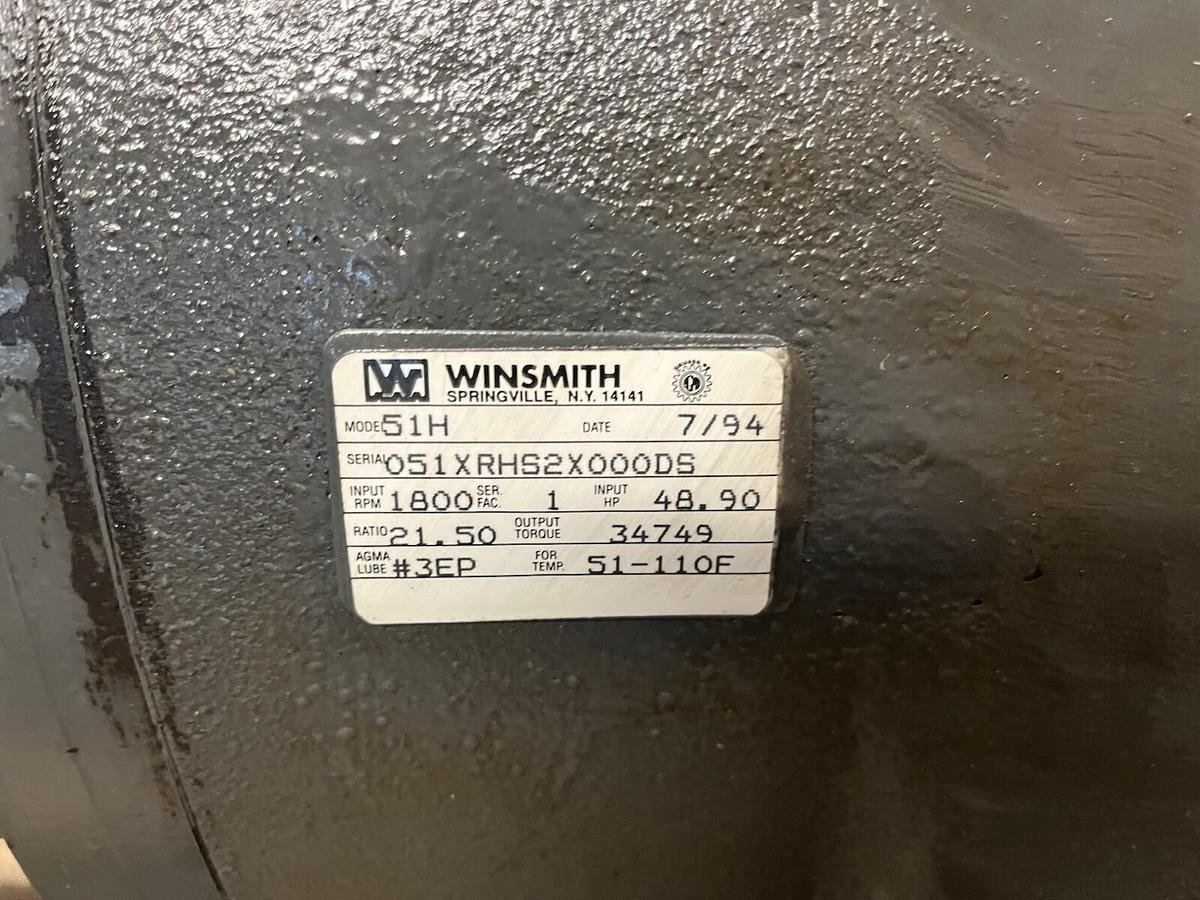 W WINSMITH
SPRINGVILLE, N.Y. 14141
MODEL 51H DATE 7/94
SERIAL 051XRHS2X000DS
INPUT RPM 1800 SER. FAC. 1 INPUT HP 48.90
RATIO 21.50 OUTPUT TORQUE 34749
AGMA LUBE #3EP FOR TEMP. 51-110F